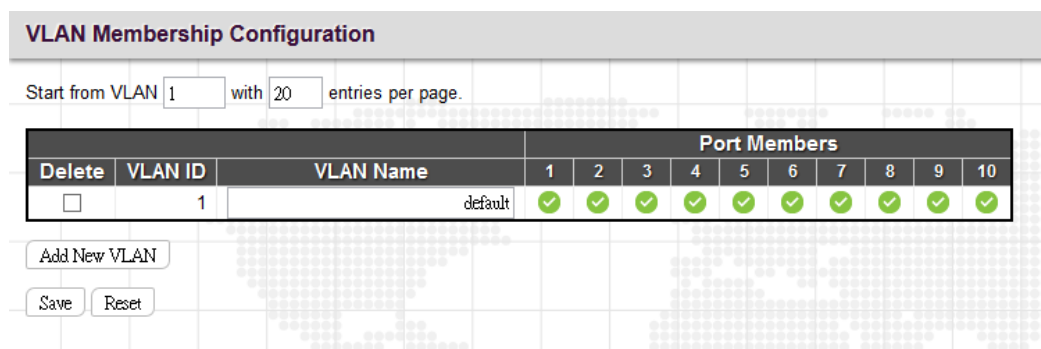 VLAN Membership Configuration
Start from VLAN 1 with 20 entries per page.
Port Members
Delete VLAN ID VLAN Name 1 2 3 4 5 6 7 8 9 10
1 default
Add New VLAN
Save Reset